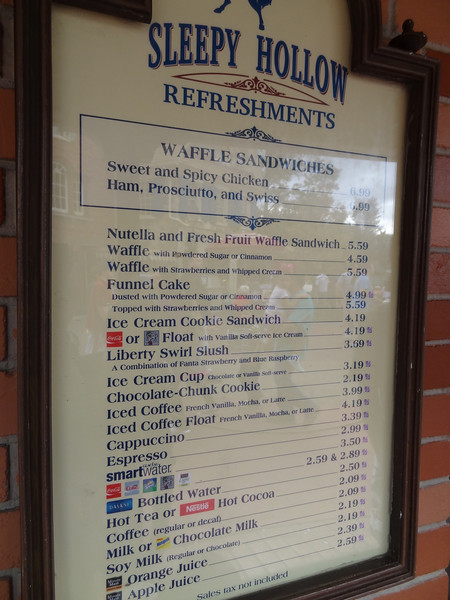 SLEEPY HOLLOW
REFRESHMENTS
WAFFLE SANDWICHES
Sweet and Spicy Chicken 6.99
Ham, Prosciutto, and Swiss
Nutella and Fresh Fruit Waffle Sandwich 5.59
Waffle with Powdered Sugar or Cinnamon 4.59
Waffle with Strawberries and Whipped Cream 5.59
Funnel Cake
Dusted with Powdered Sugar or Cinnamon 4.99
Topped with Strawberries and Whipped Cream 5.59
Ice Cream Cookie Sandwich 4.19
or Float with Vanilla Soft-serve Ice Cream 4.19
Liberty Swirl Slush 3.69
A Combination of Fanta Strawberry and Blue Raspberry
Ice Cream Cup Chocolate or Vanilla Soft-serve 3.19
Chocolate-Chunk Cookie 2.19
Iced Coffee French Vanilla, Mocha, or Latte 3.99
Iced Coffee Float French Vanilla, Mocha, or Latte 4.19
Cappuccino 3.39
Espresso 2.99
smartwater 3.50
2.59 & 2.89
DASANI Bottled Water 2.50
Hot Tea or Nestlé Hot Cocoa 2.09
Coffee (regular or decaf) 2.09
Milk or Chocolate Milk 2.19
Soy Milk (Regular or Chocolate) 2.19
Orange Juice 2.39
Apple Juice 2.59
Sales tax not included